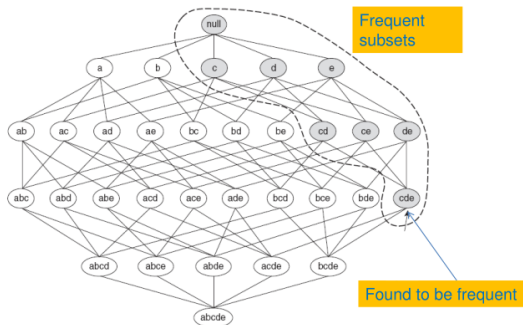 null
Frequent
subsets
a b c d e
ab ac ad ae bc bd be cd ce de
abc abd abe acd ace ade bcd bce bde cde
abcd abce abde acde bcde
Found to be frequent
abcde